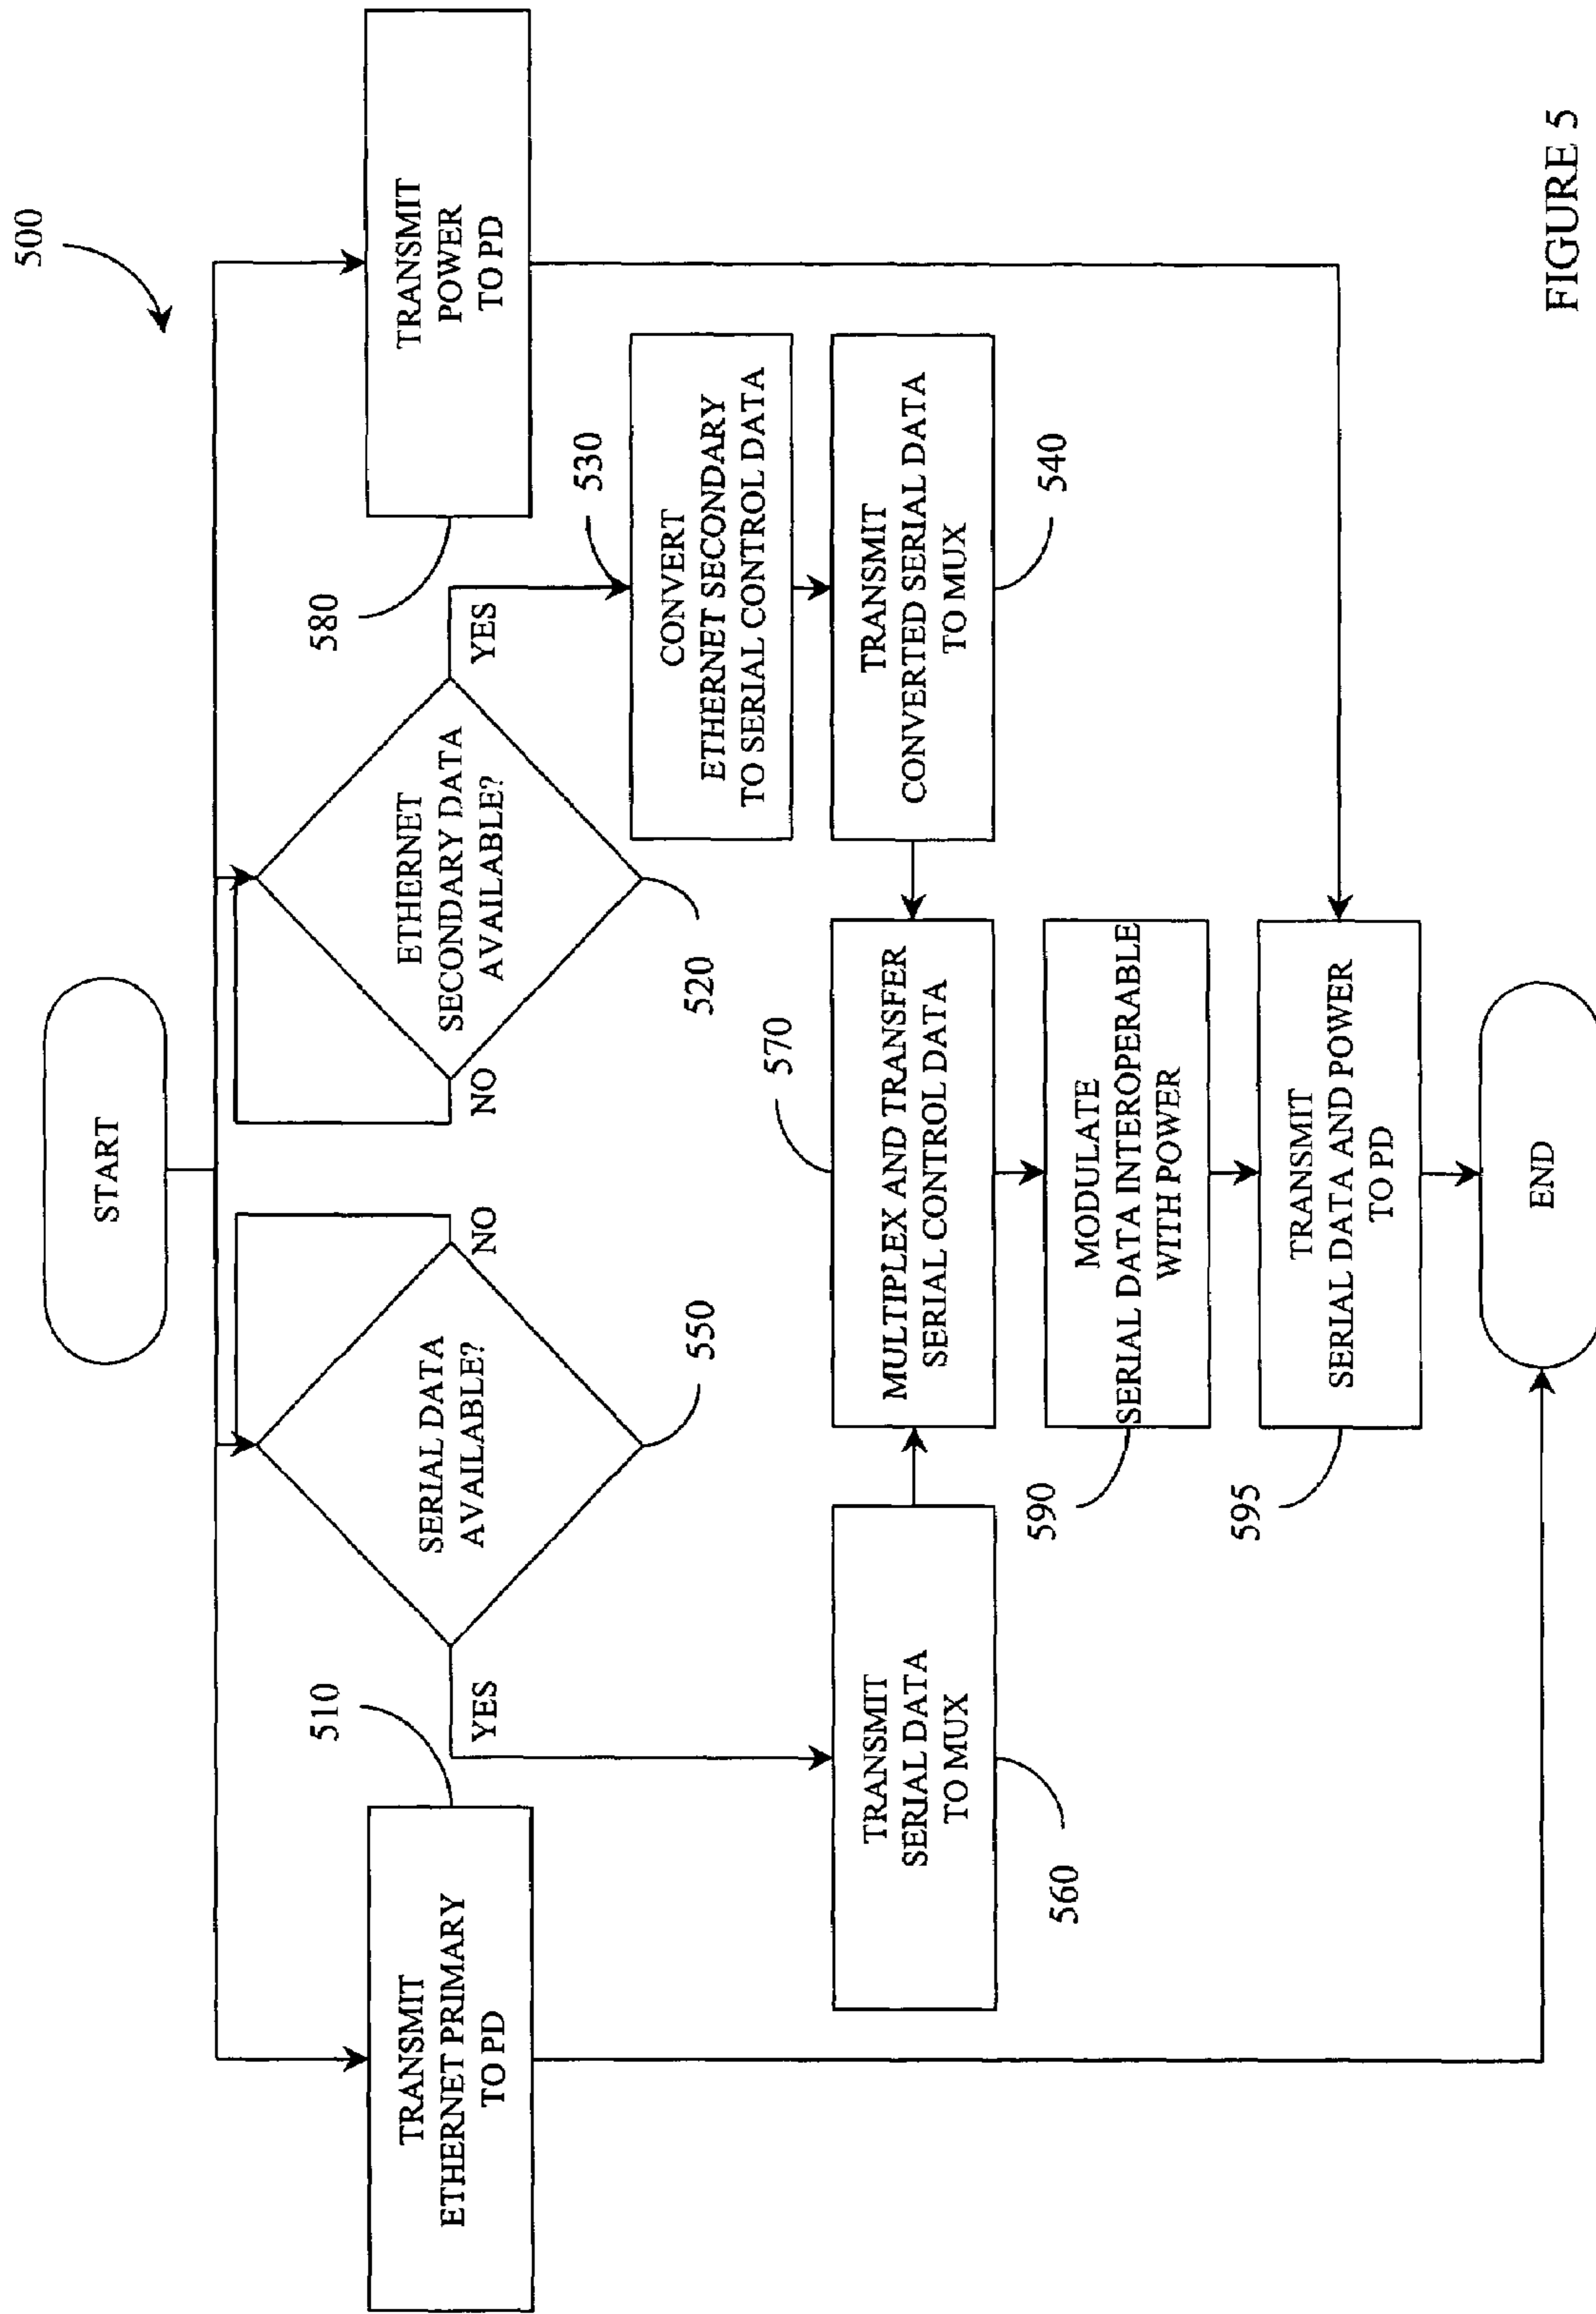 500
START
TRANSMIT
ETHERNET PRIMARY
TO PD
510
SERIAL DATA
AVAILABLE?
YES
NO
550
ETHERNET
SECONDARY DATA
AVAILABLE?
NO
YES
520
TRANSMIT
POWER
TO PD
580
CONVERT
ETHERNET SECONDARY
TO SERIAL CONTROL DATA
530
TRANSMIT
SERIAL DATA
TO MUX
560
MULTIPLEX AND TRANSFER
SERIAL CONTROL DATA
570
TRANSMIT
CONVERTED SERIAL DATA
TO MUX
540
MODULATE
SERIAL DATA INTEROPERABLE
WITH POWER
590
TRANSMIT
SERIAL DATA AND POWER
TO PD
595
END
FIGURE 5